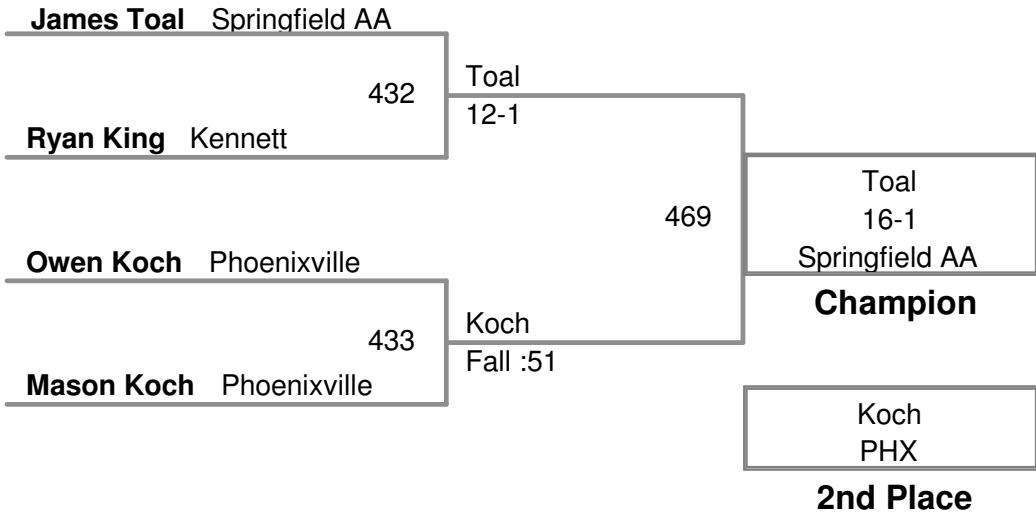 James Toal Springfield AA
432
Toal
12-1
Ryan King Kennett
469
Toal
16-1
Springfield AA
Champion
Owen Koch Phoenixville
433
Koch
Fall :51
Mason Koch Phoenixville
Koch
PHX
2nd Place